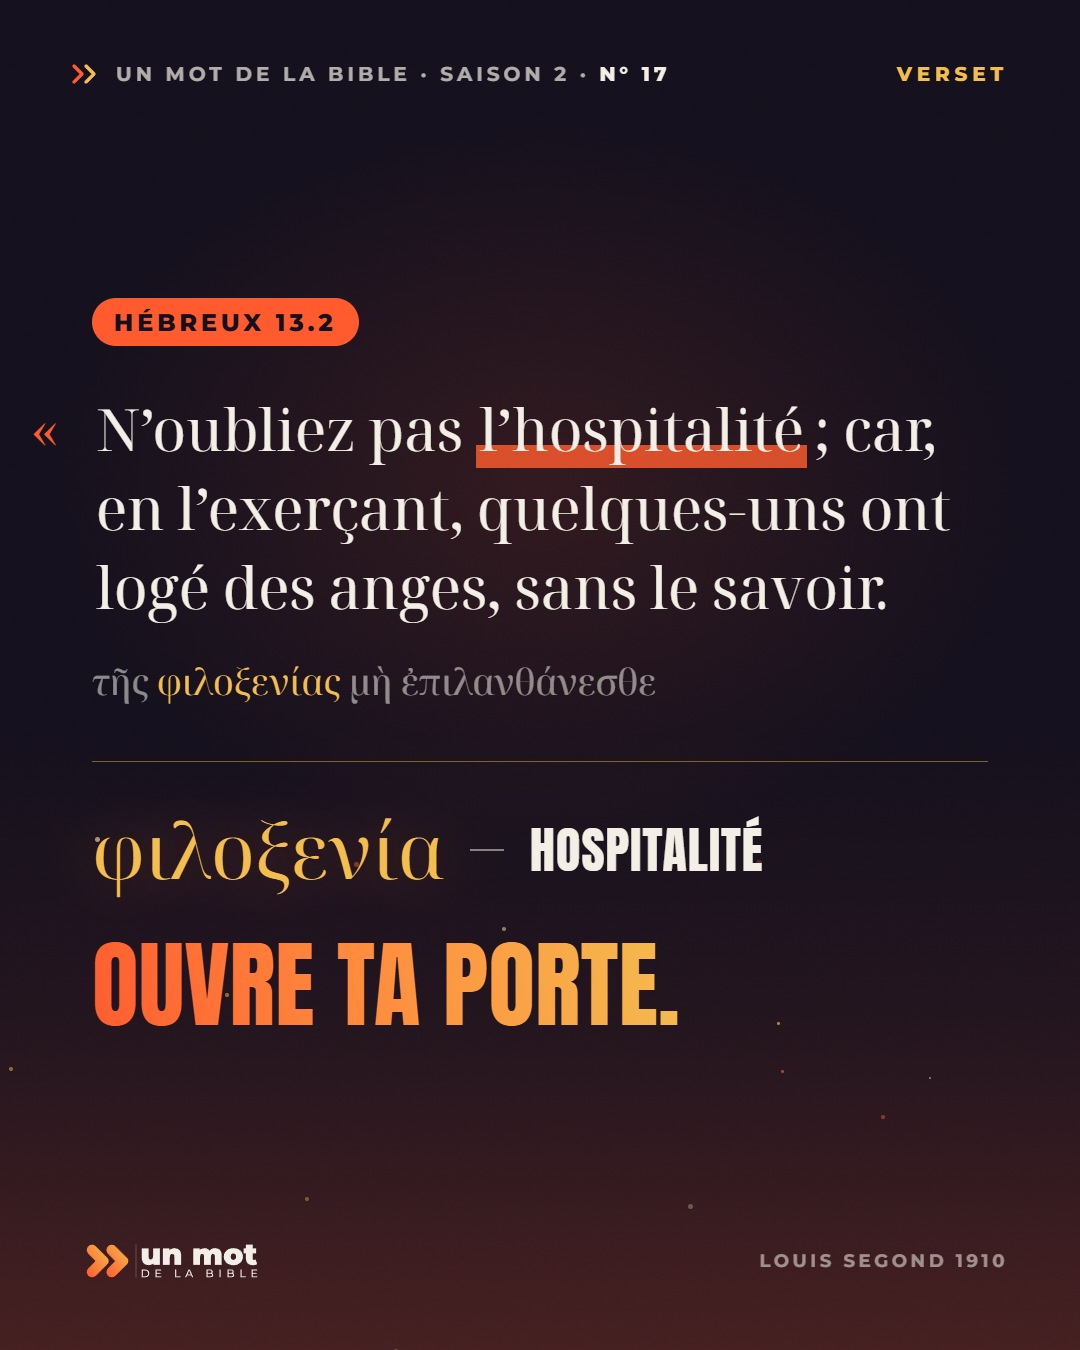 UN MOT DE LA BIBLE · SAISON 2 · N° 17
VERSET
HÉBREUX 13.2
« N’oubliez pas l’hospitalité ; car,
en l’exerçant, quelques-uns ont
logé des anges, sans le savoir.
τῆς φιλοξενίας μὴ ἐπιλανθάνεσθε
φιλοξενία — HOSPITALITÉ
OUVRE TA PORTE.
un mot
DE LA BIBLE
LOUIS SEGOND 1910